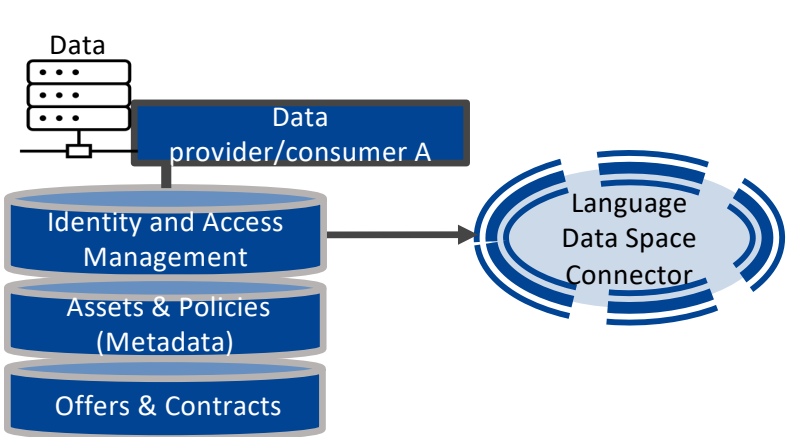 Data
Data
provider/consumer A
Identity and Access
Management
Assets & Policies
(Metadata)
Offers & Contracts
Language
Data Space
Connector